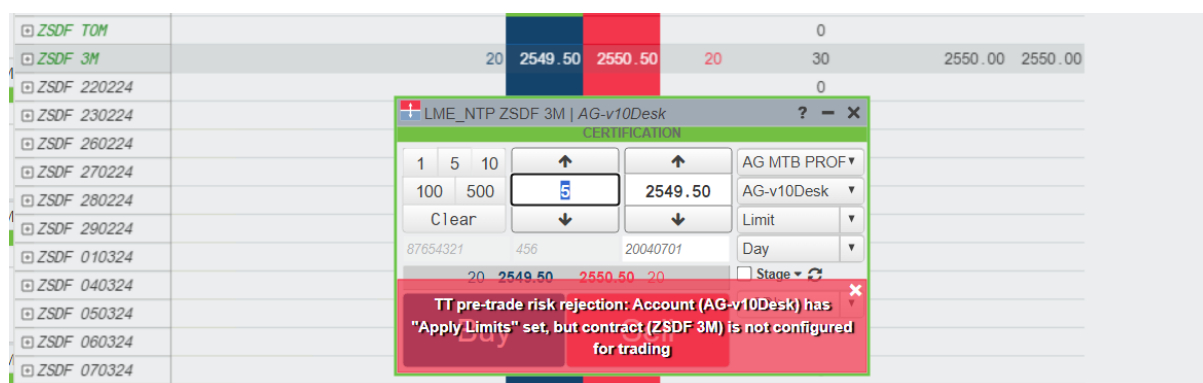 ZSDF TOM 0
ZSDF 3M 20 2549.50 2550.50 20 30 2550.00 2550.00
ZSDF 220224 0
ZSDF 230224
ZSDF 260224
ZSDF 270224
ZSDF 280224
ZSDF 290224
ZSDF 010324
ZSDF 040324
ZSDF 050324
ZSDF 060324
ZSDF 070324
LME_NTP ZSDF 3M | AG-v10Desk ? − ×
CERTIFICATION
1 5 10 AG MTB PROF
100 500 5 2549.50 AG-v10Desk
Clear Limit
87654321 456 20040701 Day
20 2549.50 2550.50 20 Stage
Buy Sell
TT pre-trade risk rejection: Account (AG-v10Desk) has
"Apply Limits" set, but contract (ZSDF 3M) is not configured
for trading